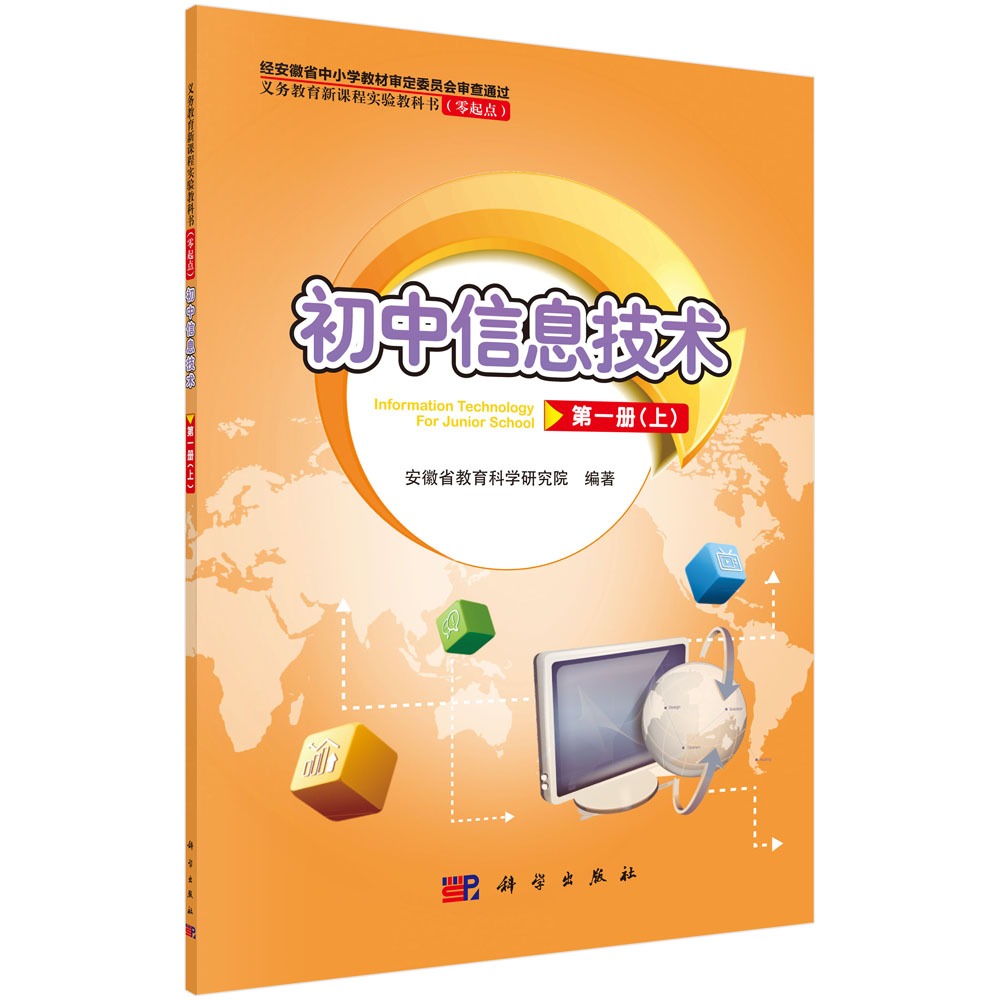 经安徽省中小学教材审定委员会审查通过
义务教育新课程实验教科书（零起点）
初中信息技术
Information Technology
For Junior School
第一册（上）
安徽省教育科学研究院 编著
科学出版社
义务教育新课程实验教科书（零起点）初中信息技术 第一册（上） 科学出版社
Design